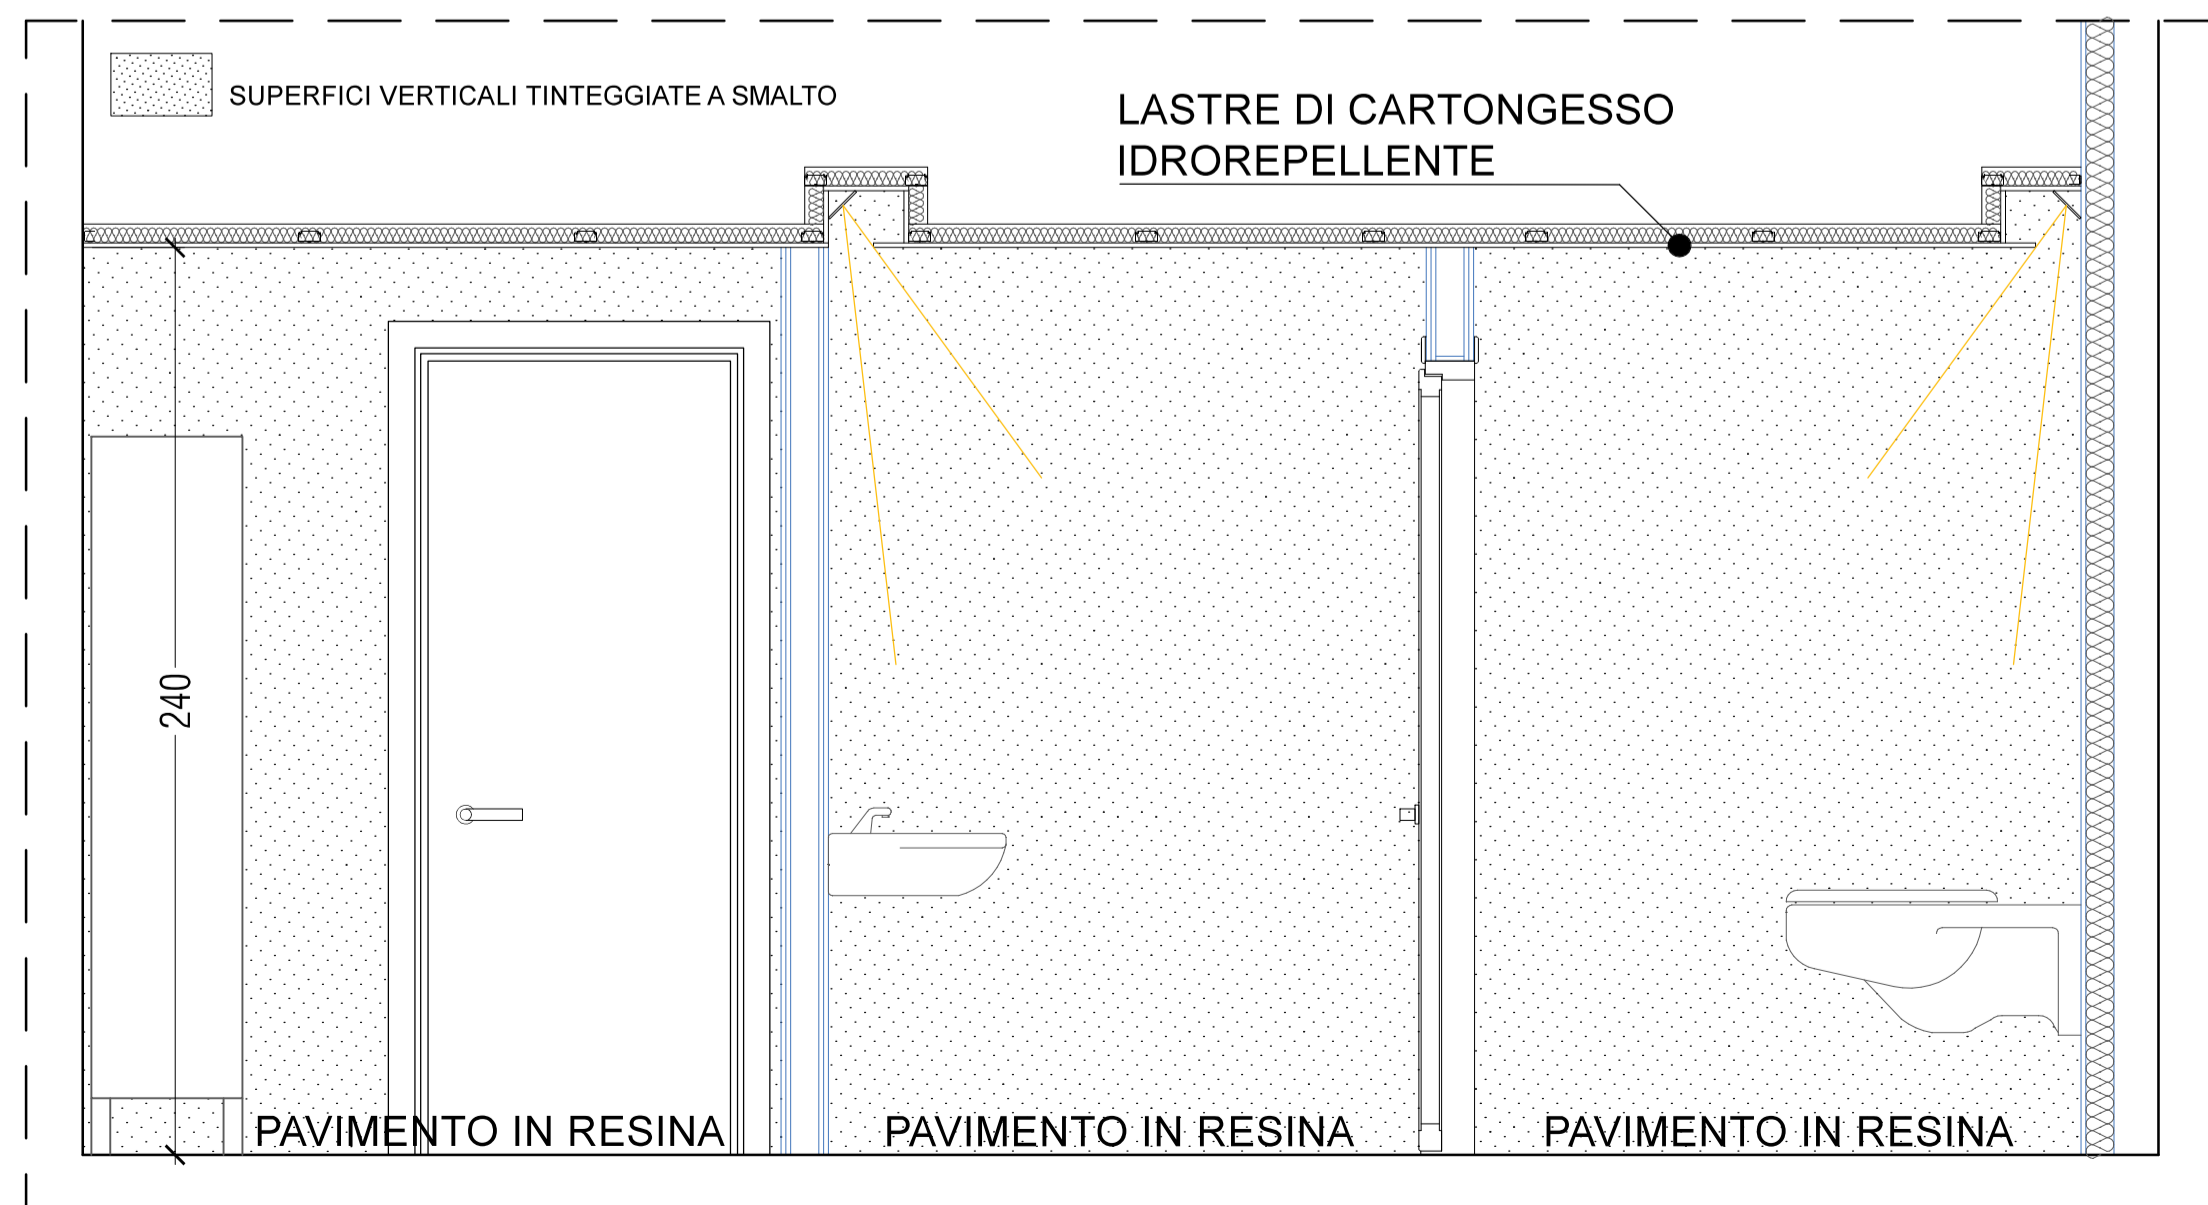 SUPERFICI VERTICALI TINTEGGIATE A SMALTO
LASTRE DI CARTONGESSO
IDROREPELLENTE
240
PAVIMENTO IN RESINA
PAVIMENTO IN RESINA
PAVIMENTO IN RESINA